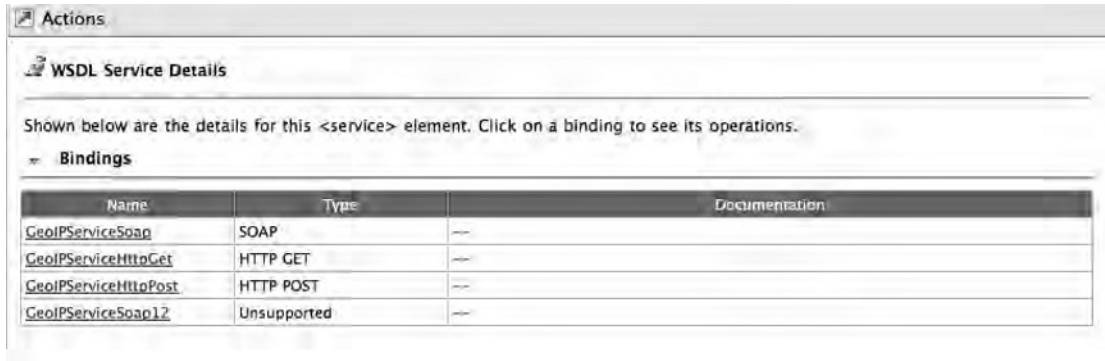 Actions
WSDL Service Details
Shown below are the details for this <service> element. Click on a binding to see its operations.
Bindings
Name Type Documentation
GeoIPServiceSoap SOAP --
GeoIPServiceHttpGet HTTP GET --
GeoIPServiceHttpPost HTTP POST --
GeoIPServiceSoap12 Unsupported --